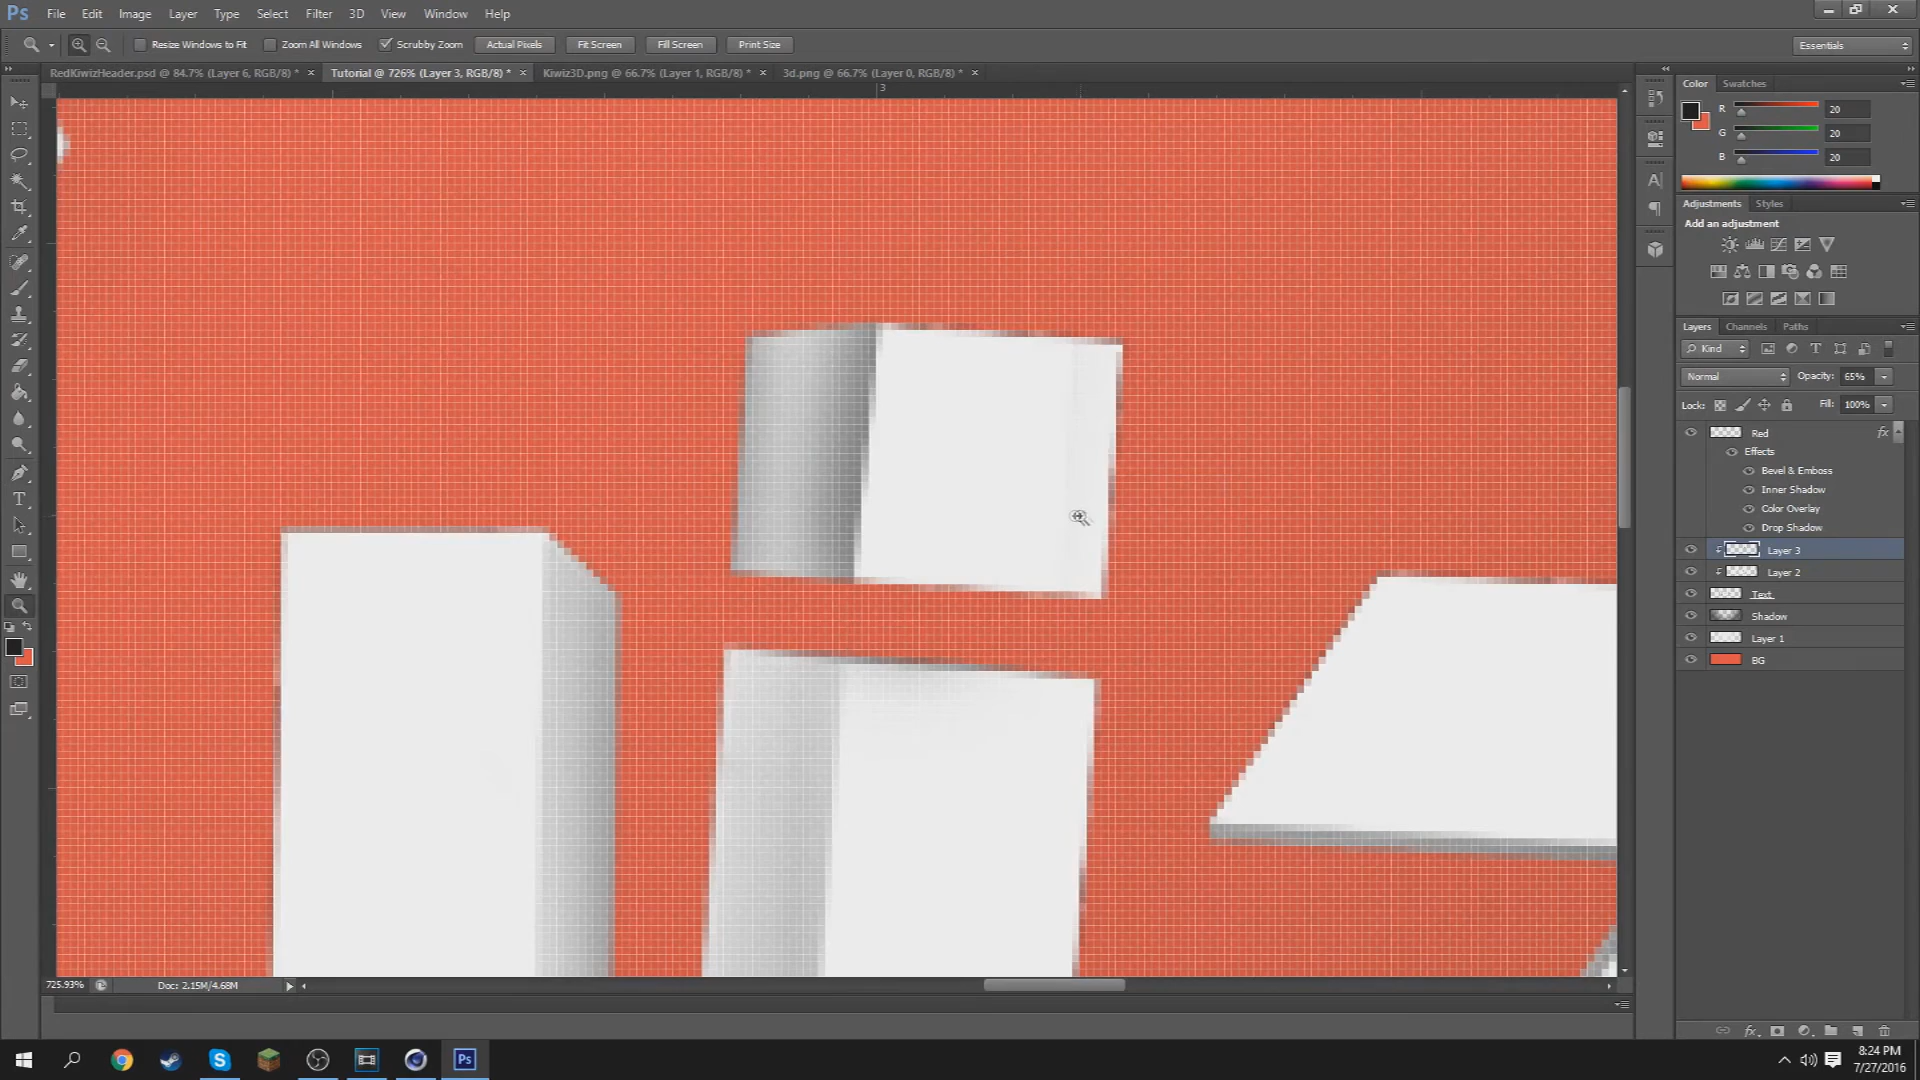 Ps File Edit Image Layer Type Select Filter 3D View Window Help
Resize Windows to Fit Zoom All Windows Scrubby Zoom Actual Pixels Fit Screen Fill Screen Print Size Essentials
RedKiwizHeader.psd @ 84.7% (Layer 6, RGB/8) * × Tutorial @ 726% (Layer 3, RGB/8) * × Kiwiz3D.png @ 66.7% (Layer 1, RGB/8) * × 3d.png @ 66.7% (Layer 0, RGB/8) * ×
3
Color Swatches
R 20
G 20
B 20
Adjustments Styles
Add an adjustment
Layers Channels Paths
Kind
Normal Opacity: 65%
Lock: Fill: 100%
Red fx
Effects
Bevel & Emboss
Inner Shadow
Color Overlay
Drop Shadow
Layer 3
Layer 2
Text
Shadow
Layer 1
BG
725.93% Doc: 2.15M/4.68M
fx
8:24 PM
7/27/2016
Ps